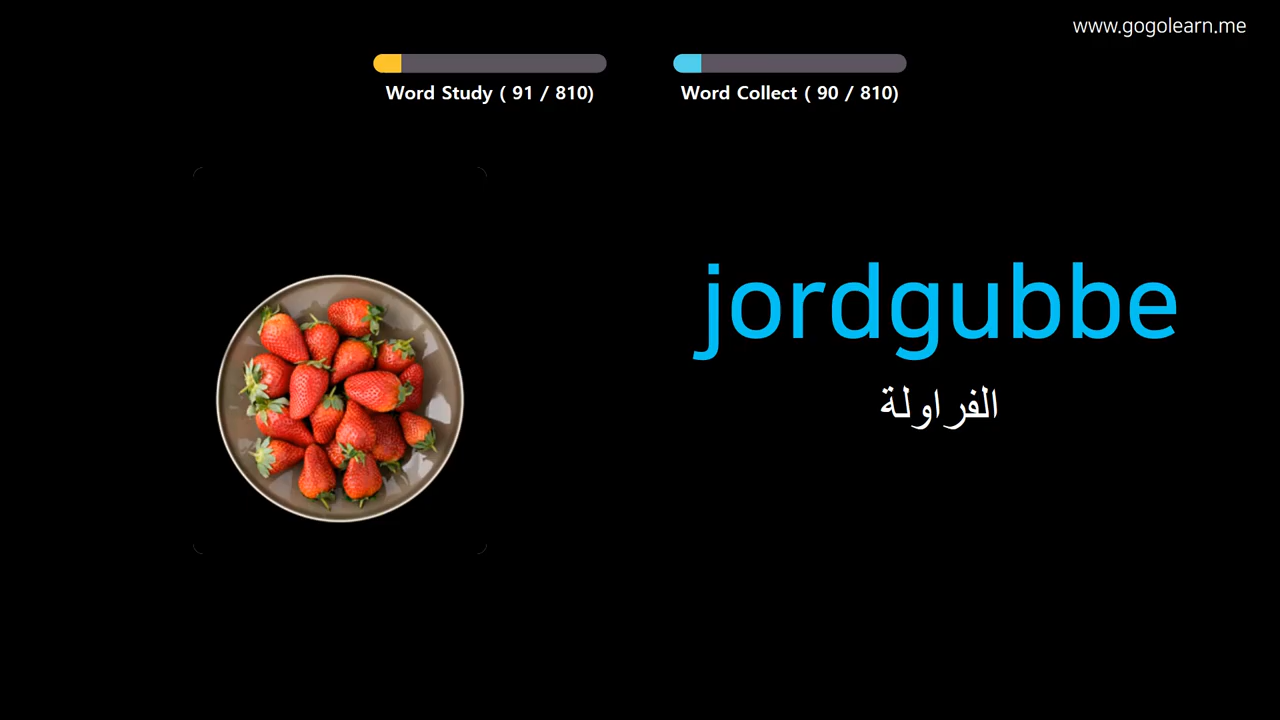 www.gogolearn.me
Word Study ( 91 / 810)
Word Collect ( 90 / 810)
jordgubbe
الفراولة